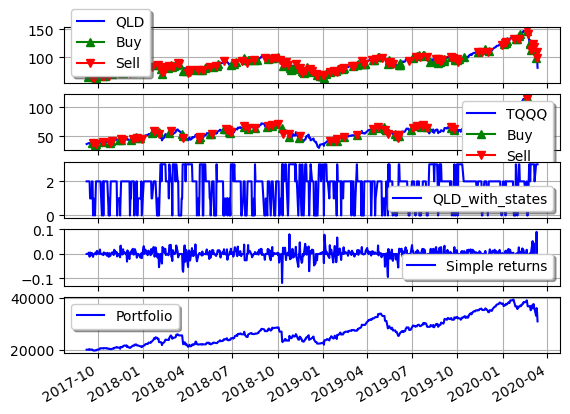 150
100
QLD
Buy
Sell
100
50
TQQQ
Buy
Sell
2
0
QLD_with_states
0.1
0.0
−0.1
Simple returns
40000
20000
Portfolio
2017-10 2018-01 2018-04 2018-07 2018-10 2019-01 2019-04 2019-07 2019-10 2020-01 2020-04